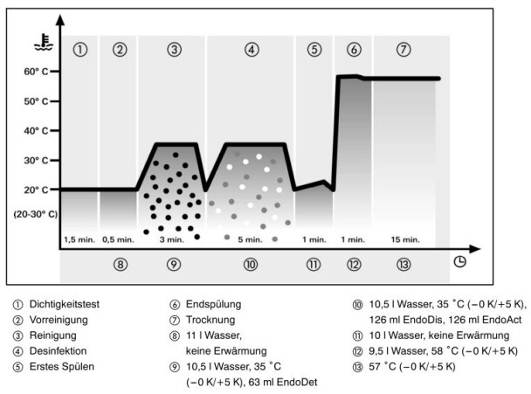 ① ② ③ ④ ⑤ ⑥ ⑦
60° C
50° C
40° C
30° C
20° C
(20-30° C)
1,5 min. 0,5 min. 3 min. 5 min. 1 min. 1 min. 15 min.
⑧ ⑨ ⑩ ⑪ ⑫ ⑬
① Dichtigkeitstest
② Vorreinigung
③ Reinigung
④ Desinfektion
⑤ Erstes Spülen
⑥ Endspülung
⑦ Trocknung
⑧ 11 l Wasser,
keine Erwärmung
⑨ 10,5 l Wasser, 35 °C
(−0 K/+5 K), 63 ml EndoDet
⑩ 10,5 l Wasser, 35 °C (−0 K/+5 K),
126 ml EndoDis, 126 ml EndoAct
⑪ 10 l Wasser, keine Erwärmung
⑫ 9,5 l Wasser, 58 °C (−0 K/+5 K)
⑬ 57 °C (−0 K/+5 K)